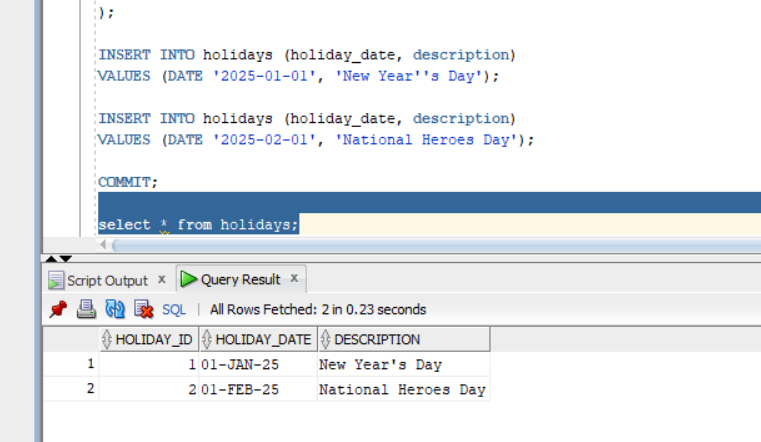 );
INSERT INTO holidays (holiday_date, description)
VALUES (DATE '2025-01-01', 'New Year''s Day');
INSERT INTO holidays (holiday_date, description)
VALUES (DATE '2025-02-01', 'National Heroes Day');
COMMIT;
select * from holidays;
Script Output x Query Result x
SQL | All Rows Fetched: 2 in 0.23 seconds
HOLIDAY_ID HOLIDAY_DATE DESCRIPTION
1 1 01-JAN-25 New Year's Day
2 2 01-FEB-25 National Heroes Day